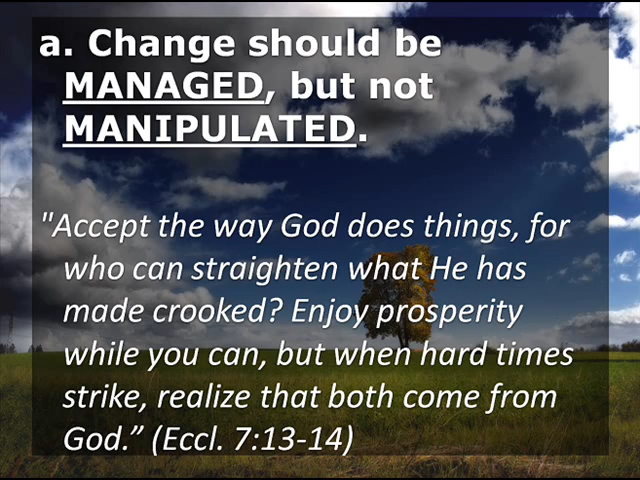 a. Change should be
MANAGED, but not
MANIPULATED.
"Accept the way God does things, for
who can straighten what He has
made crooked? Enjoy prosperity
while you can, but when hard times
strike, realize that both come from
God.” (Eccl. 7:13-14)